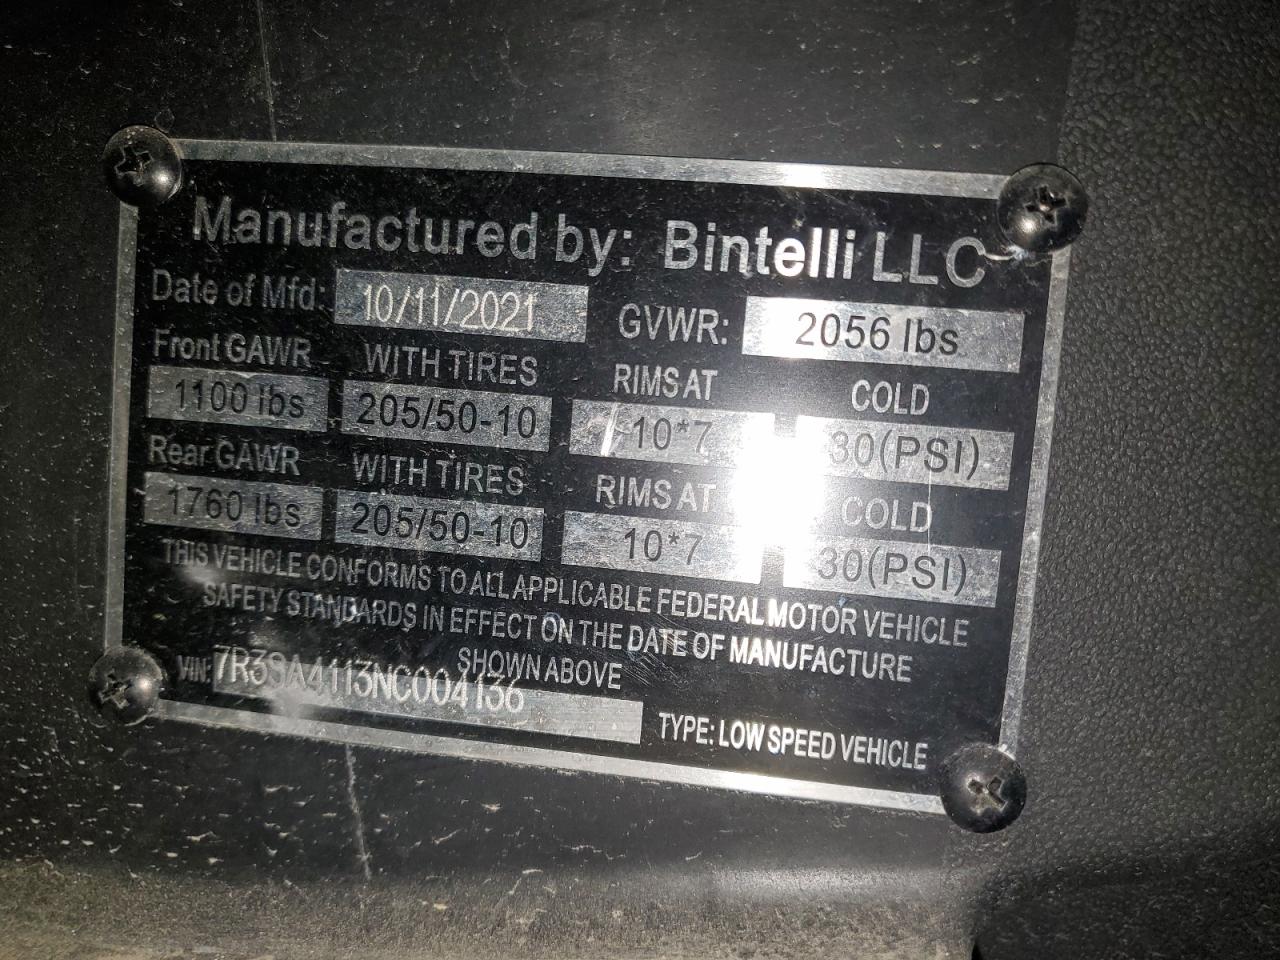 Manufactured by: Bintelli LLC
Date of Mfd: 10/11/2021 GVWR: 2056 lbs
Front GAWR WITH TIRES RIMS AT COLD
1100 lbs 205/50-10 10*7 30(PSI)
Rear GAWR WITH TIRES RIMS AT COLD
1760 lbs 205/50-10 10*7 30(PSI)
THIS VEHICLE CONFORMS TO ALL APPLICABLE FEDERAL MOTOR VEHICLE
SAFETY STANDARDS IN EFFECT ON THE DATE OF MANUFACTURE
SHOWN ABOVE
VIN: 7R3SA4113NC004136
TYPE: LOW SPEED VEHICLE